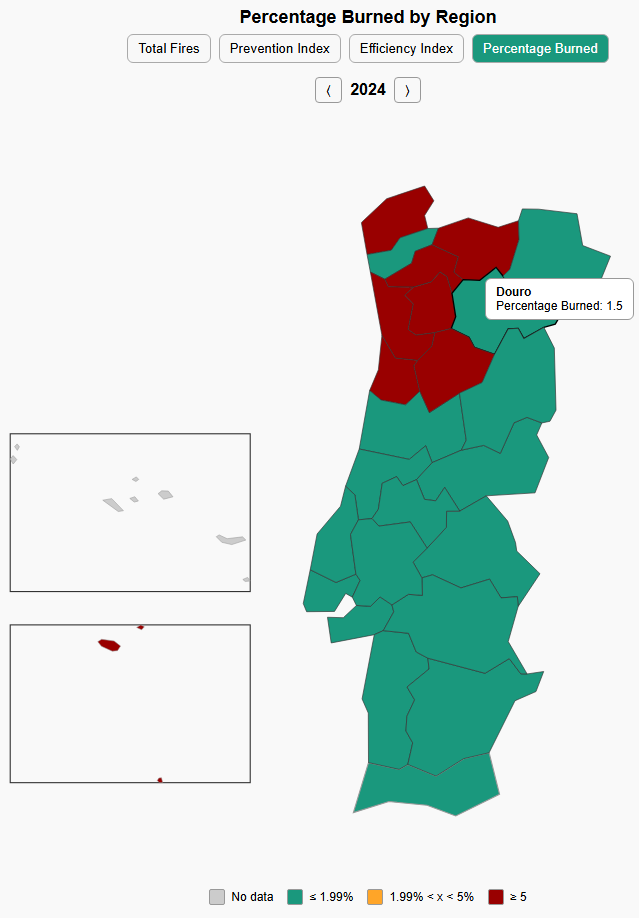 Percentage Burned by Region
Total Fires
Prevention Index
Efficiency Index
Percentage Burned
⟨ 2024 ⟩
Douro
Percentage Burned: 1.5
No data
≤ 1.99%
1.99% < x < 5%
≥ 5